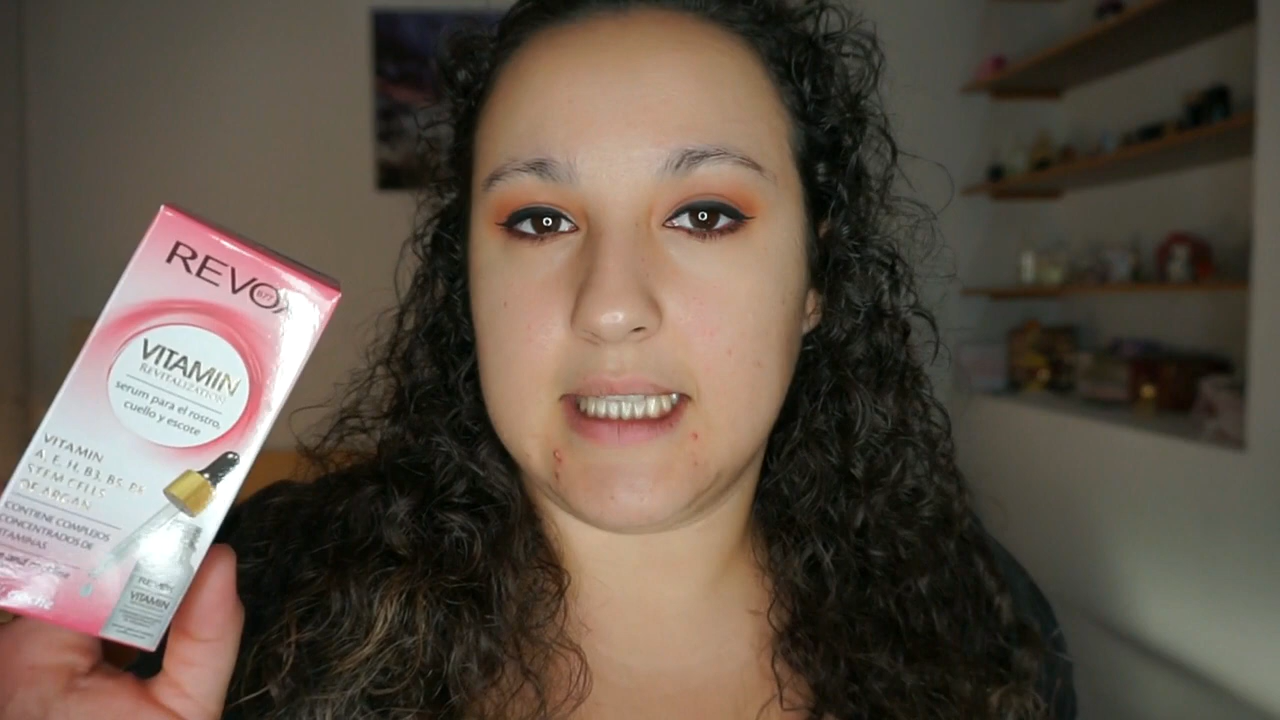 REVOX
B77
VITAMIN
REVITALIZATION
serum para el rostro,
cuello y escote
VITAMIN
A, E, H, B3, B5, B6
STEM CELLS
OF ARGAN
CONTIENE COMPLEJOS
CONCENTRADOS DE
VITAMINAS
REVOX
VITAMIN